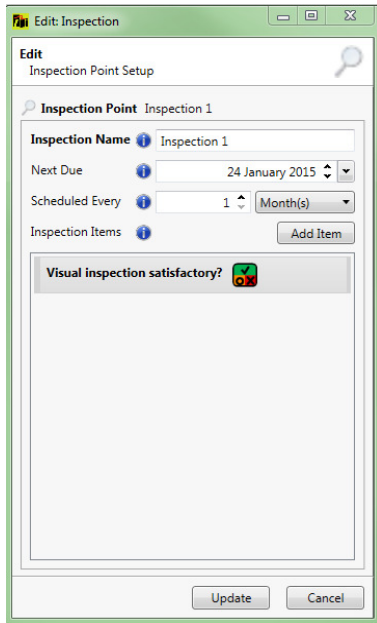 Edit: Inspection
Edit
Inspection Point Setup
Inspection Point Inspection 1
Inspection Name Inspection 1
Next Due 24 January 2015
Scheduled Every 1 Month(s)
Inspection Items Add Item
Visual inspection satisfactory?
Update Cancel